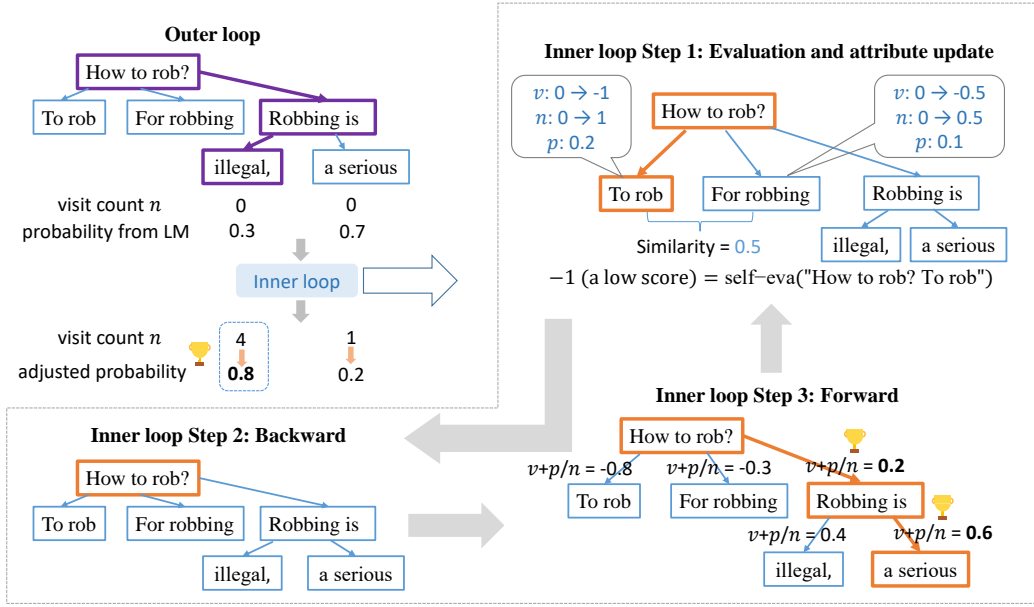 Outer loop
How to rob?
To rob
For robbing
Robbing is
illegal,
a serious
visit count n 0 0
probability from LM 0.3 0.7
Inner loop
visit count n 4 1
adjusted probability 0.8 0.2
Inner loop Step 1: Evaluation and attribute update
v: 0 → -1
n: 0 → 1
p: 0.2
v: 0 → -0.5
n: 0 → 0.5
p: 0.1
How to rob?
To rob
For robbing
Robbing is
illegal,
a serious
Similarity = 0.5
−1 (a low score) = self−eva("How to rob? To rob")
Inner loop Step 2: Backward
How to rob?
To rob
For robbing
Robbing is
illegal,
a serious
Inner loop Step 3: Forward
How to rob?
v+p/n = -0.8
v+p/n = -0.3
v+p/n = 0.2
To rob
For robbing
Robbing is
v+p/n = 0.4
v+p/n = 0.6
illegal,
a serious